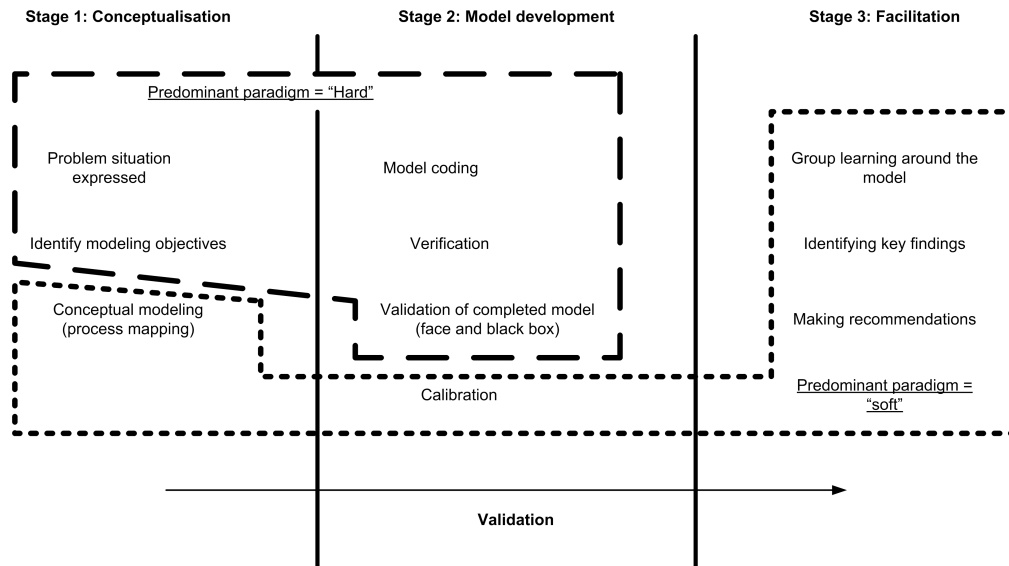 Stage 1: Conceptualisation
Stage 2: Model development
Stage 3: Facilitation
Predominant paradigm = “Hard”
Problem situation
expressed
Identify modeling objectives
Conceptual modeling
(process mapping)
Model coding
Verification
Validation of completed model
(face and black box)
Calibration
Group learning around the
model
Identifying key findings
Making recommendations
Predominant paradigm =
“soft”
Validation